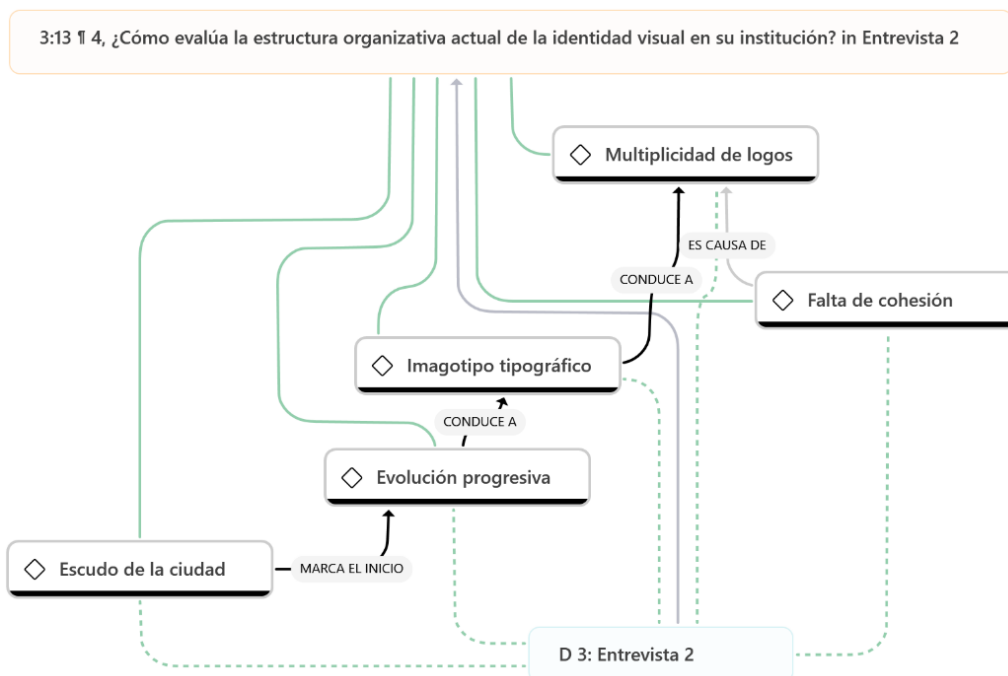 3:13 ¶ 4, ¿Cómo evalúa la estructura organizativa actual de la identidad visual en su institución? in Entrevista 2
Multiplicidad de logos
ES CAUSA DE
CONDUCE A
Falta de cohesión
Imagotipo tipográfico
CONDUCE A
Evolución progresiva
Escudo de la ciudad
MARCA EL INICIO
D 3: Entrevista 2